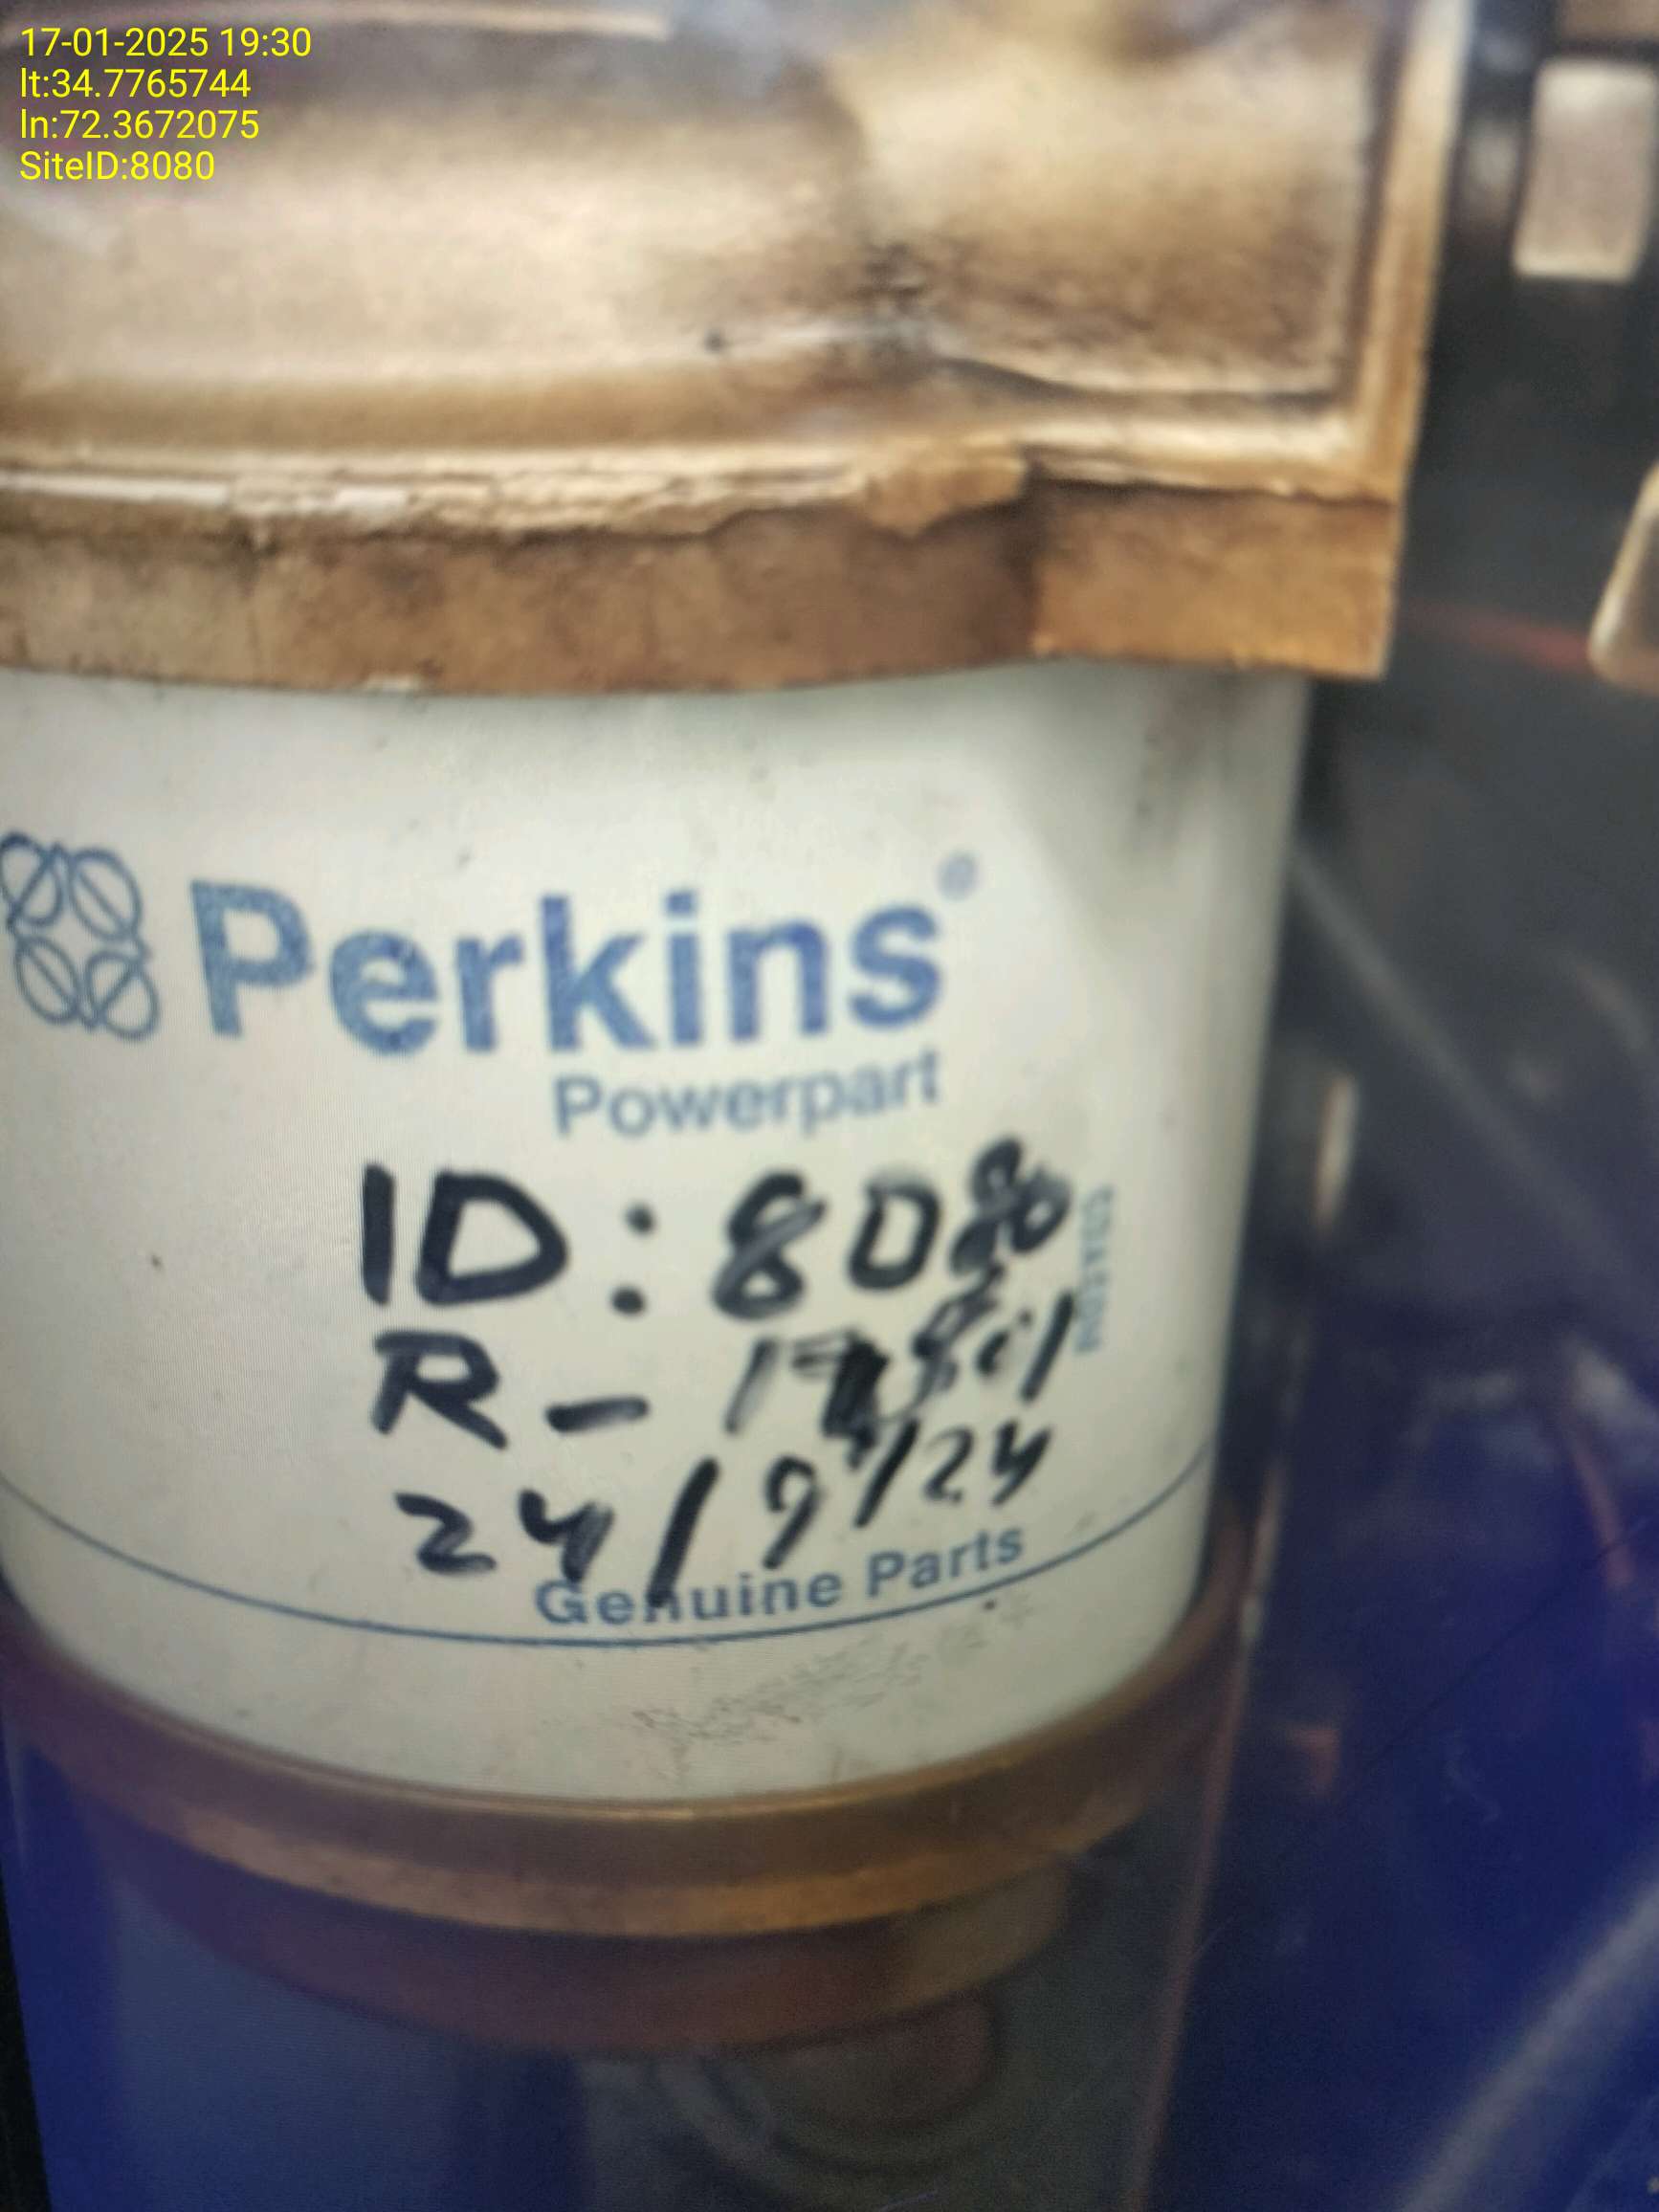 17-01-2025 19:30
lt:34.7765744
ln:72.3672075
SiteID:8080
Perkins®
Powerpart
ID: 8080
R-
24/9/24
Genuine Parts